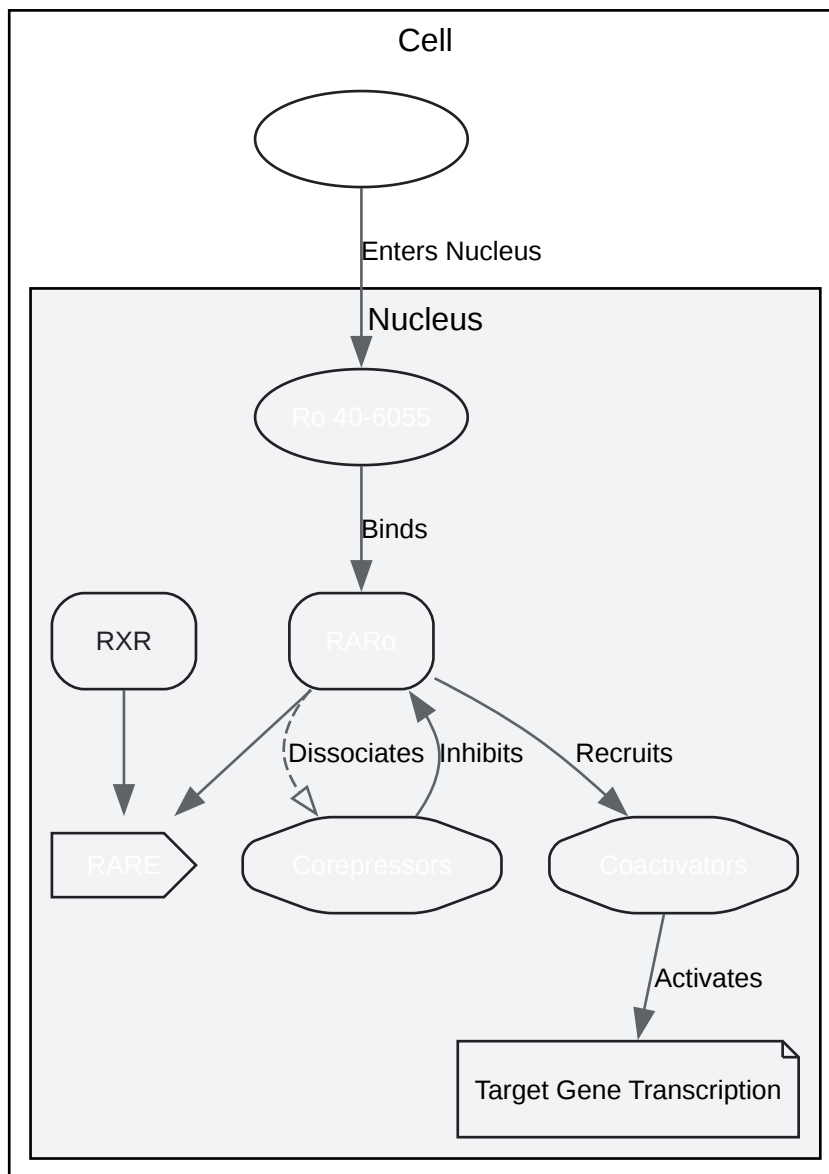 Cell
Enters Nucleus
Nucleus
Ro 40-6055
Binds
RXR
RARα
Dissociates
Inhibits
Recruits
RARE
Corepressors
Coactivators
Activates
Target Gene Transcription